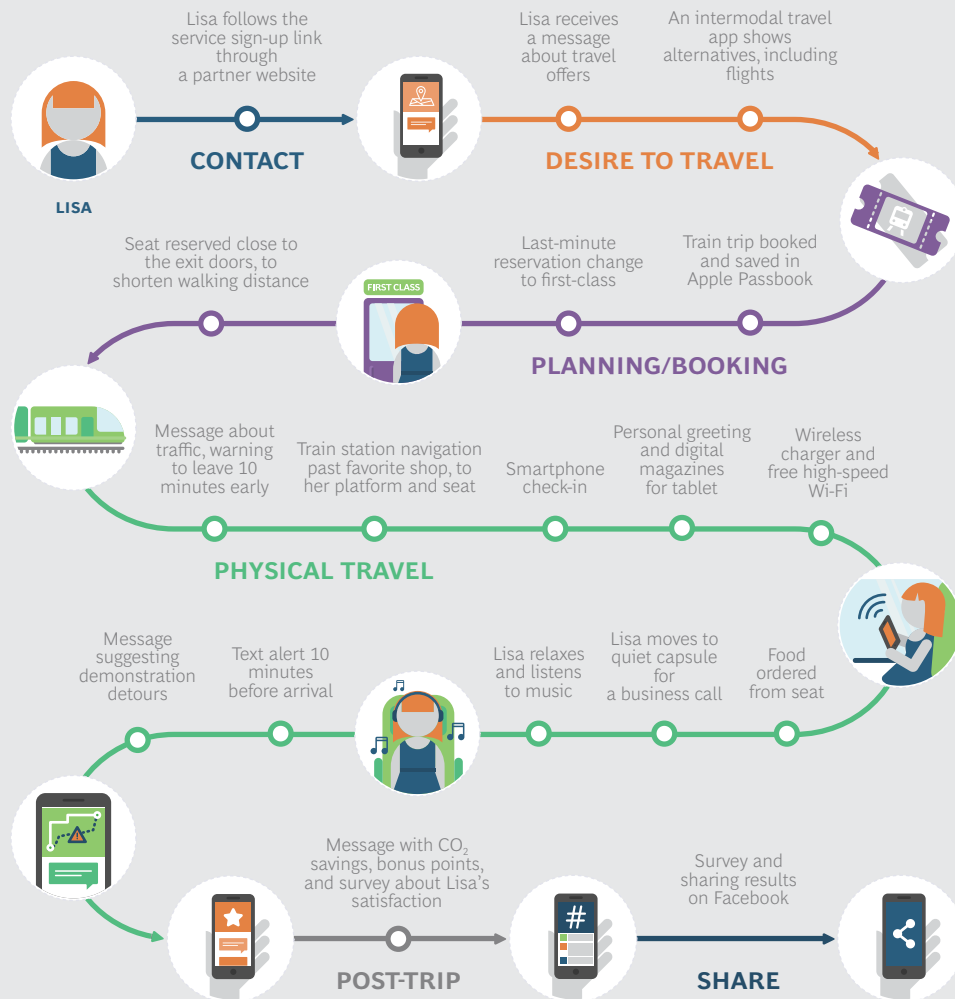 Lisa follows the
service sign-up link
through
a partner website
Lisa receives
a message
about travel
offers
An intermodal travel
app shows
alternatives, including
flights
CONTACT
DESIRE TO TRAVEL
LISA
Seat reserved close to
the exit doors, to
shorten walking distance
FIRST CLASS
Last-minute
reservation change
to first-class
Train trip booked
and saved in
Apple Passbook
PLANNING/BOOKING
Message about
traffic, warning
to leave 10
minutes early
Train station navigation
past favorite shop, to
her platform and seat
Smartphone
check-in
Personal greeting
and digital
magazines
for tablet
Wireless
charger and
free high-speed
Wi-Fi
PHYSICAL TRAVEL
Message
suggesting
demonstration
detours
Text alert 10
minutes
before arrival
Lisa relaxes
and listens
to music
Lisa moves to
quiet capsule
for
a business call
Food
ordered
from seat
Message with CO₂
savings, bonus points,
and survey about Lisa's
satisfaction
#
Survey and
sharing results
on Facebook
POST-TRIP
SHARE